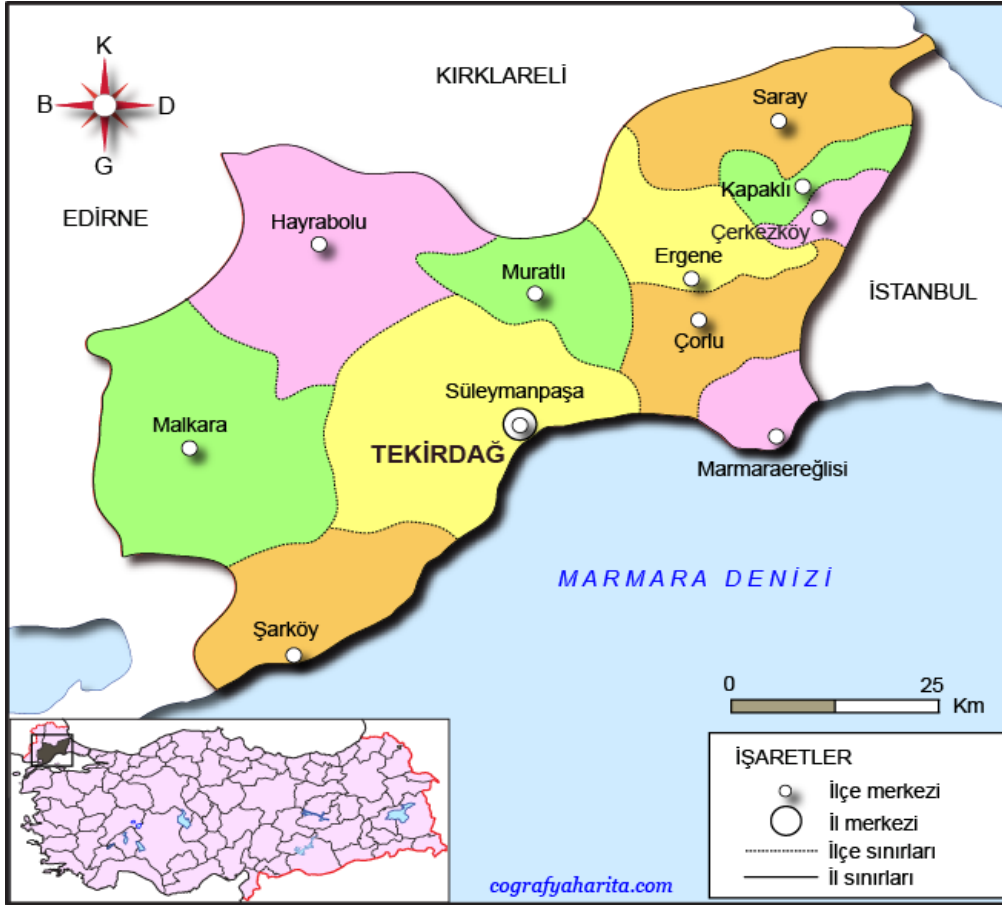 K
B
D
G
KIRKLARELİ
EDİRNE
İSTANBUL
Saray
Kapaklı
Çerkezköy
Hayrabolu
Muratlı
Ergene
Çorlu
Süleymanpaşa
TEKİRDAĞ
Malkara
Marmaraereğlisi
MARMARA DENİZİ
Şarköy
0 25
Km
İŞARETLER
İlçe merkezi
İl merkezi
İlçe sınırları
İl sınırları
cografyaharita.com